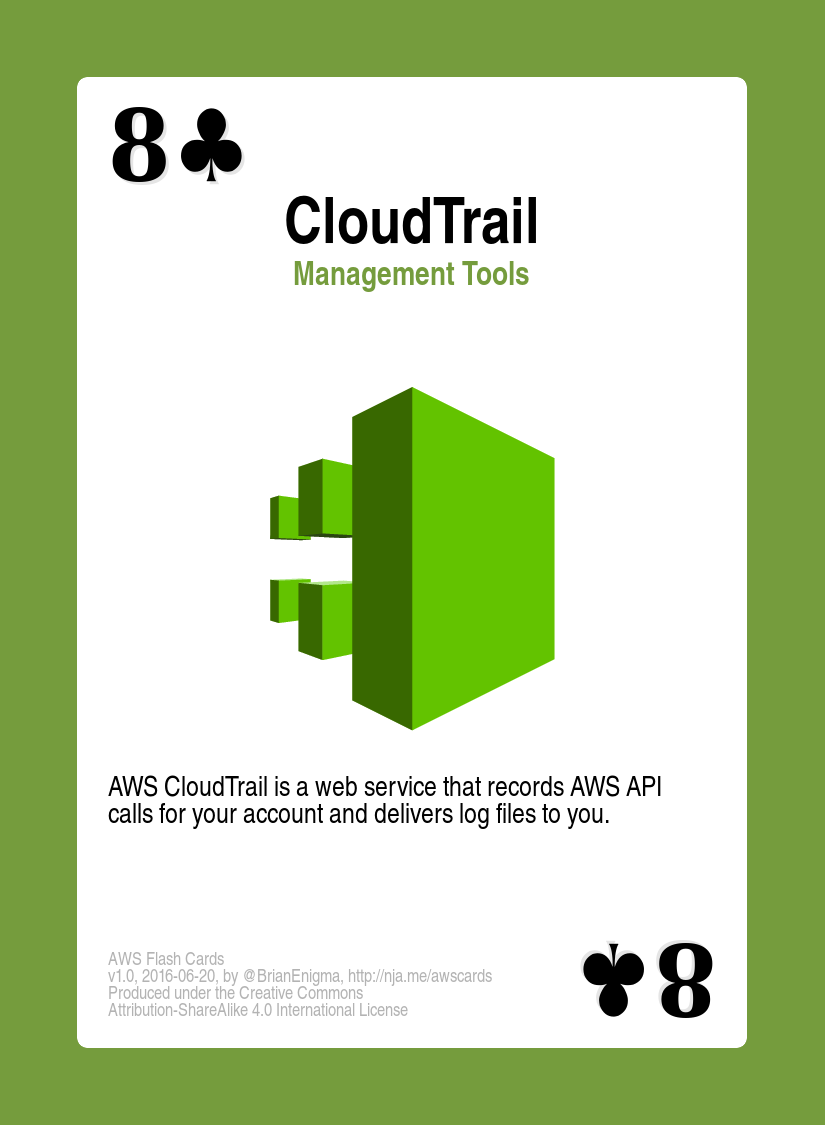 8♣
CloudTrail
Management Tools
AWS CloudTrail is a web service that records AWS API
calls for your account and delivers log files to you.
AWS Flash Cards
v1.0, 2016-06-20, by @BrianEnigma, http://nja.me/awscards
Produced under the Creative Commons
Attribution-ShareAlike 4.0 International License
8♣